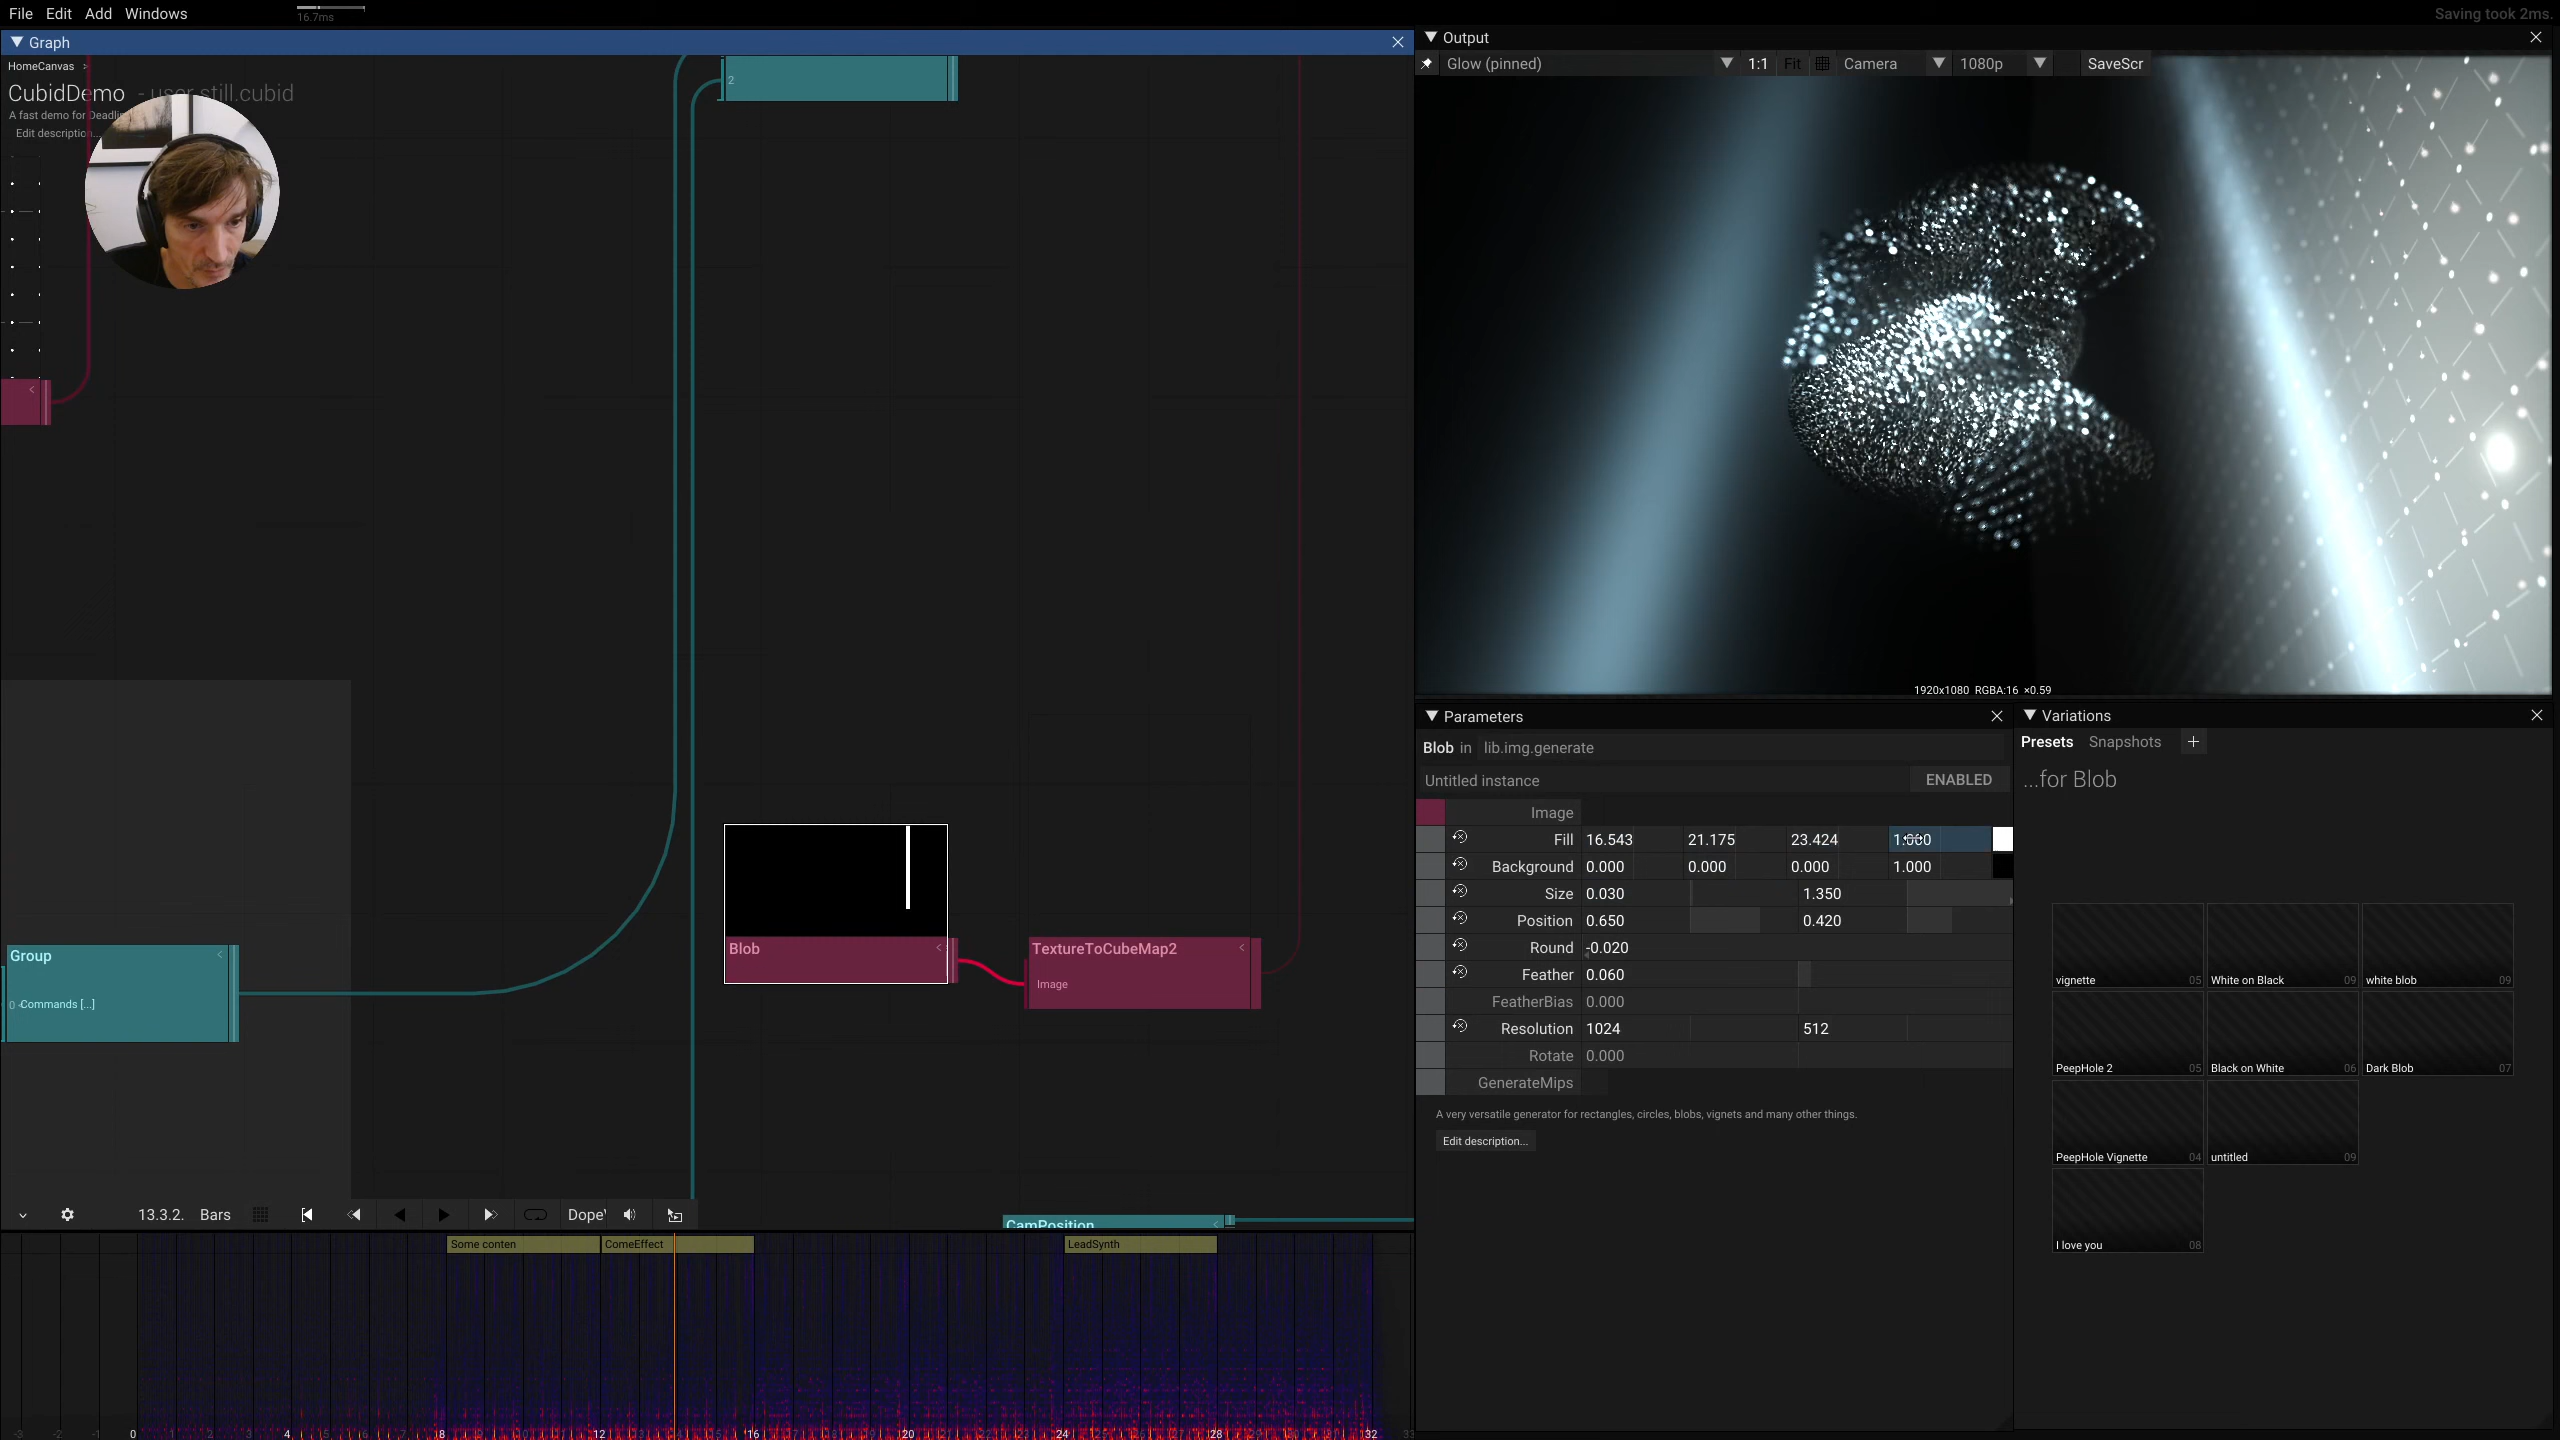 File Edit Add Windows
16.7ms
Saving took 2ms.
Graph
HomeCanvas >
CubidDemo - user.still.cubid
A fast demo for Deadli
Edit description...
2
Group
Commands [...]
Blob
TextureToCubeMap2
Image
CamPosition
13.3.2. Bars
Some conten
ComeEffect
LeadSynth
0 4 8 12 16 20 24 28 32
Output
Glow (pinned) 1:1 Fit Camera 1080p SaveScr
1920x1080 RGBA:16 ×0.59
Parameters
Blob in lib.img.generate
Untitled instance ENABLED
Image
Fill 16.543 21.175 23.424
Background 0.000 0.000 0.000 1.000
Size 0.030 1.350
Position 0.650 0.420
Round -0.020
Feather 0.060
FeatherBias 0.000
Resolution 1024 512
Rotate 0.000
GenerateMips
A very versatile generator for rectangles, circles, blobs, vignets and many other things.
Edit description...
Variations
Presets Snapshots +
...for Blob
vignette 05 White on Black 09 white blob 09
PeepHole 2 05 Black on White 06 Dark Blob 07
PeepHole Vignette 04 untitled 09
I love you 08